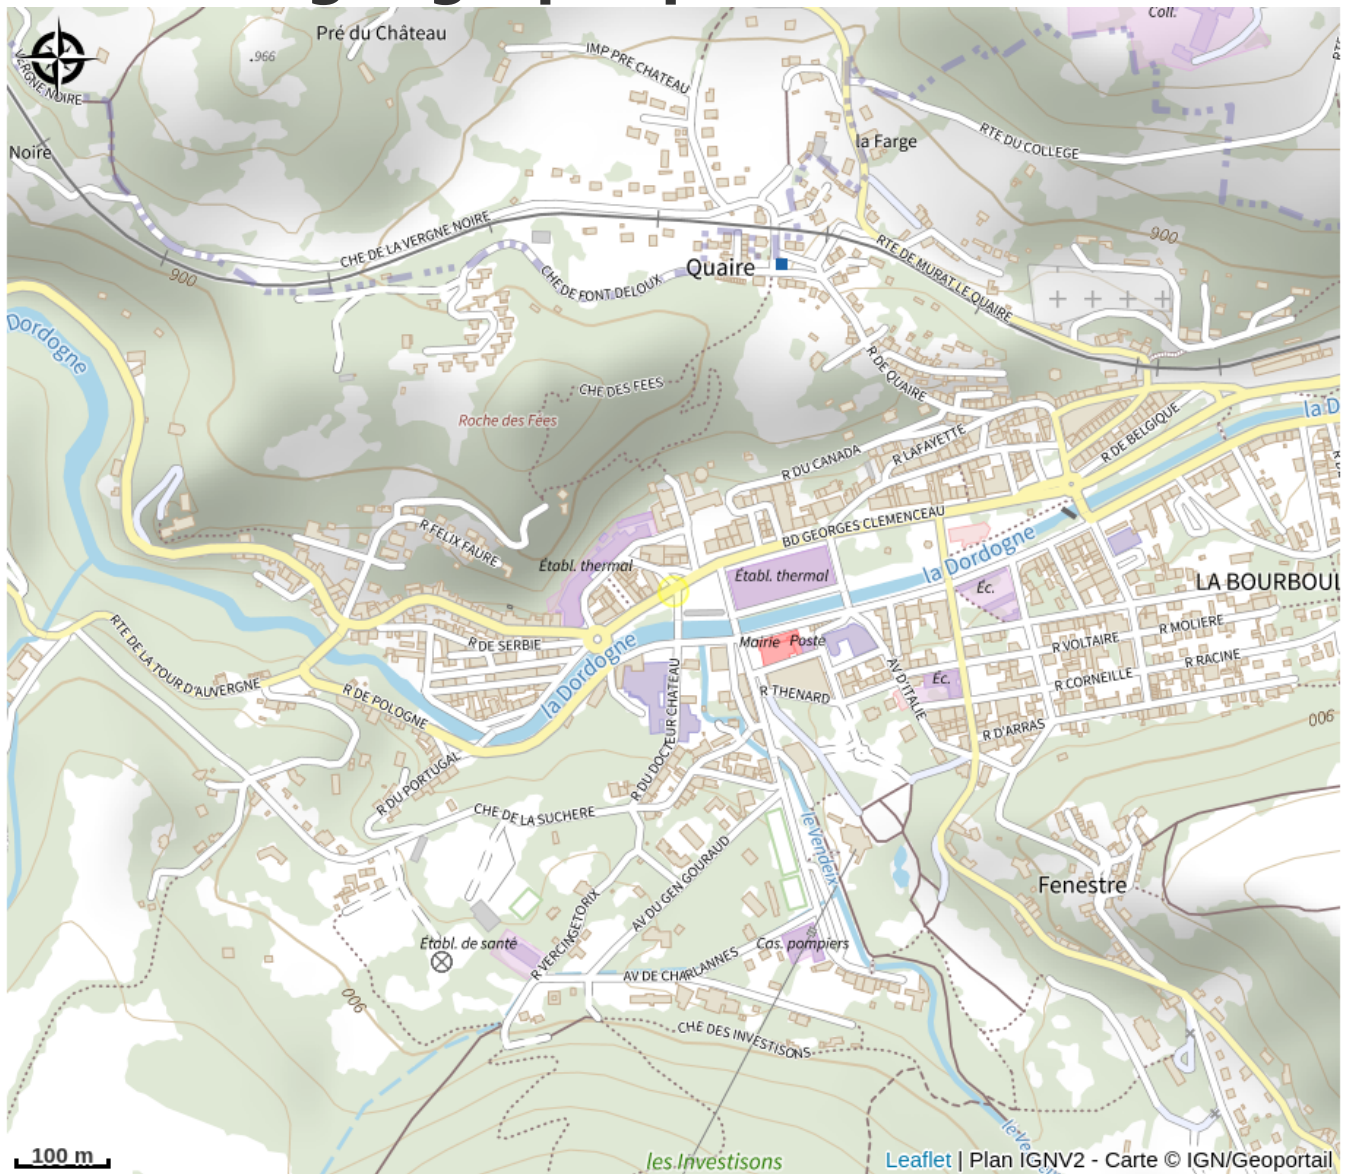 Coll.
Pré du Château
.966
IMP PRE CHATEAU
VERGNE NOIRE
Noire
la Farge
RTE DU COLLEGE
CHE DE LA VERGNE NOIRE
900
900
Quaire
CHE DE FONT DELOUX
RTE DE MURAT LE QUAIRE
Dordogne
R DE QUAIRE
CHE DES FEES
Roche des Fées
la D
R DE BELGIQUE
R LAFAYETTE
R DU CANADA
BD GEORGES CLEMENCEAU
R FELIX FAURE
la Dordogne
Établ. thermal
Établ. thermal
Éc.
LA BOURBOUL
R DE SERBIE
Mairie
Poste
R VOLTAIRE
R MOLIERE
R RACINE
R CORNEILLE
Éc.
RTE DE LA TOUR D'AUVERGNE
R DE POLOGNE
la Dordogne
R DU DOCTEUR CHATEAU
R THENARD
AV D'ITALIE
R D'ARRAS
900
R DU PORTUGAL
CHE DE LA SUCHERE
le Vendeix
AV DU GEN GOURAUD
Fenestre
R VERCINGETORIX
Établ. de santé
Cas. pompiers
AV DE CHARLANNES
900
CHE DES INVESTISONS
les Investisons
le Ve
100 m
Leaflet | Plan IGNV2 - Carte © IGN/Geoportail